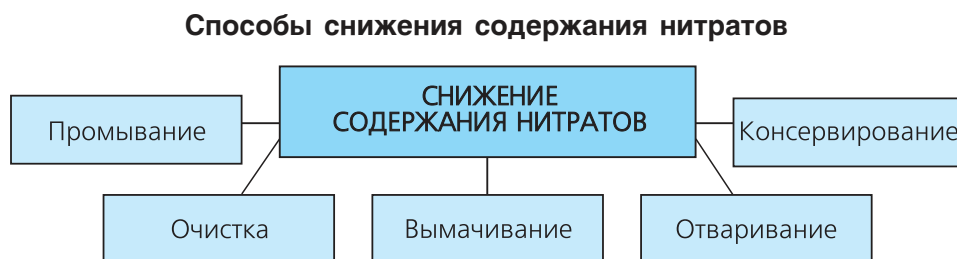 Способы снижения содержания нитратов
СНИЖЕНИЕ
СОДЕРЖАНИЯ НИТРАТОВ
Промывание
Консервирование
Очистка
Вымачивание
Отваривание